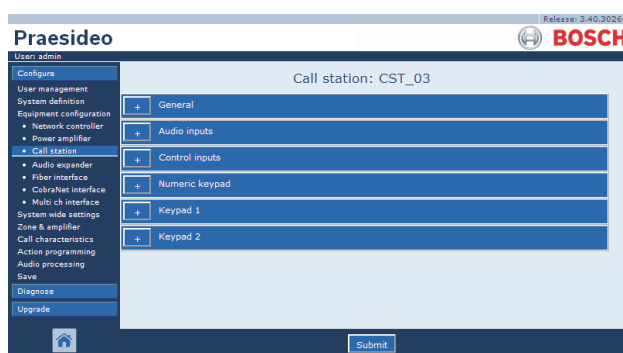 Release: 3.40.3026
Praesideo
BOSCH
User: admin
Configure
User management
System definition
Equipment configuration
• Network controller
• Power amplifier
• Call station
• Audio expander
• Fiber interface
• CobraNet interface
• Multi ch interface
System wide settings
Zone & amplifier
Call characteristics
Action programming
Audio processing
Save
Diagnose
Upgrade
Call station: CST_03
+ General
+ Audio inputs
+ Control inputs
+ Numeric keypad
+ Keypad 1
+ Keypad 2
Submit